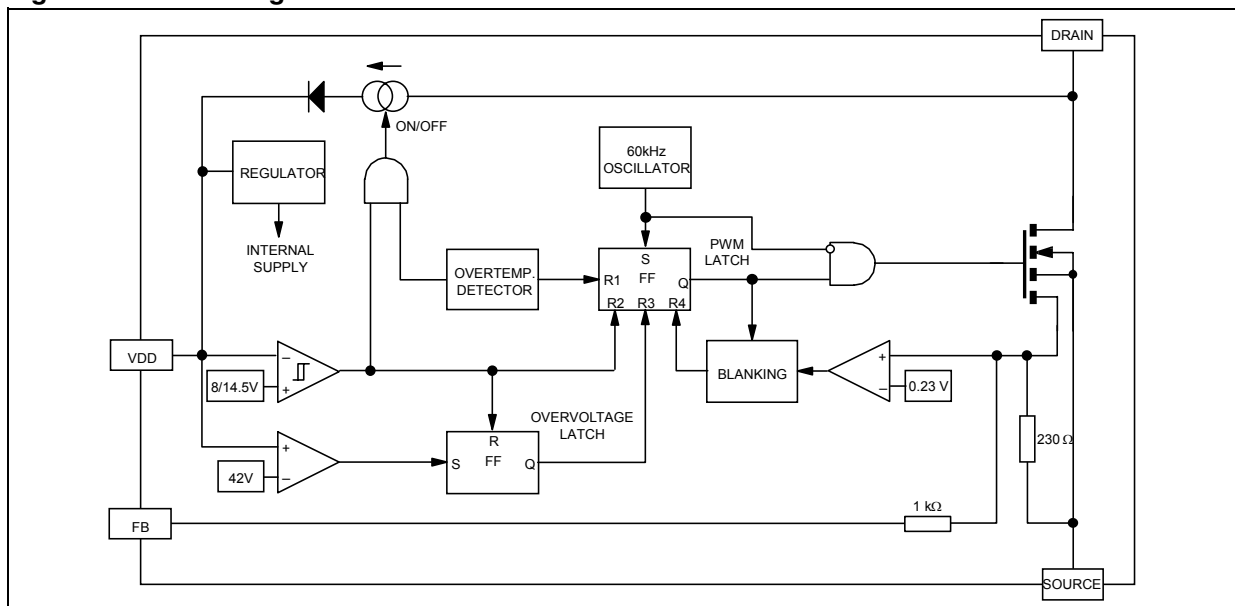 DRAIN
ON/OFF
REGULATOR
60kHz
OSCILLATOR
INTERNAL
SUPPLY
OVERTEMP.
DETECTOR
S
FF
R1
Q
R2 R3 R4
PWM
LATCH
VDD
8/14.5V
−
+
BLANKING
+
−
0.23 V
OVERVOLTAGE
LATCH
230 Ω
R
FF
S
Q
+
−
42V
1 kΩ
FB
SOURCE